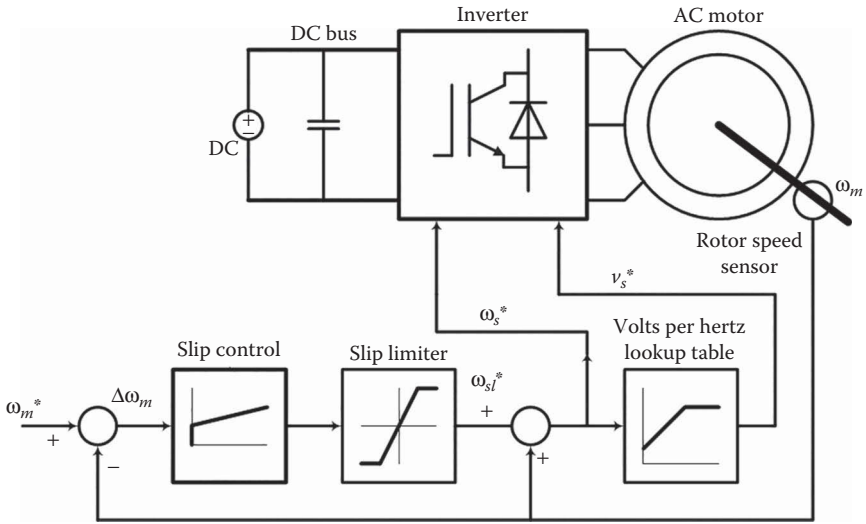 Inverter
AC motor
DC bus
+
−
DC
ωm
Rotor speed
sensor
νs*
ωs*
Volts per hertz
lookup table
Slip control
Slip limiter
ωm*
+
Δωm
−
ωsl*
+
+